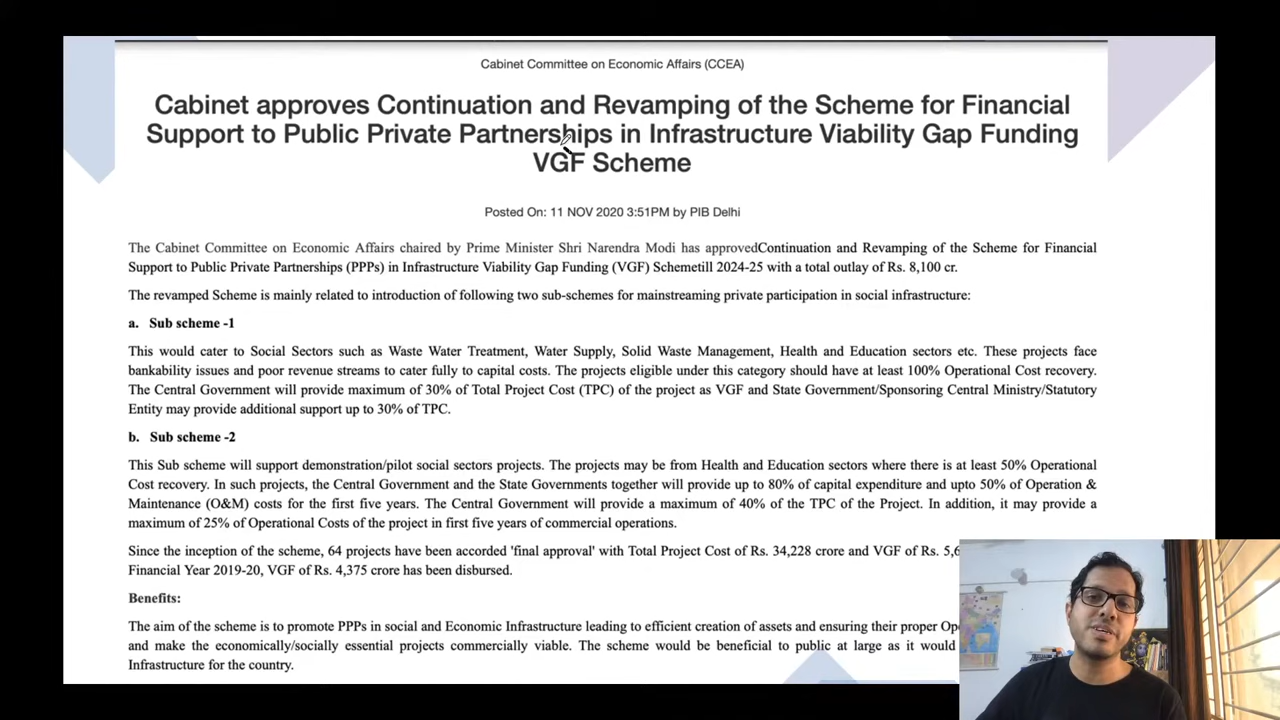 Cabinet Committee on Economic Affairs (CCEA)
Cabinet approves Continuation and Revamping of the Scheme for Financial
Support to Public Private Partnerships in Infrastructure Viability Gap Funding
VGF Scheme
Posted On: 11 NOV 2020 3:51PM by PIB Delhi
The Cabinet Committee on Economic Affairs chaired by Prime Minister Shri Narendra Modi has approvedContinuation and Revamping of the Scheme for Financial
Support to Public Private Partnerships (PPPs) in Infrastructure Viability Gap Funding (VGF) Schemetill 2024-25 with a total outlay of Rs. 8,100 cr.
The revamped Scheme is mainly related to introduction of following two sub-schemes for mainstreaming private participation in social infrastructure:
a. Sub scheme -1
This would cater to Social Sectors such as Waste Water Treatment, Water Supply, Solid Waste Management, Health and Education sectors etc. These projects face
bankability issues and poor revenue streams to cater fully to capital costs. The projects eligible under this category should have at least 100% Operational Cost recovery.
The Central Government will provide maximum of 30% of Total Project Cost (TPC) of the project as VGF and State Government/Sponsoring Central Ministry/Statutory
Entity may provide additional support up to 30% of TPC.
b. Sub scheme -2
This Sub scheme will support demonstration/pilot social sectors projects. The projects may be from Health and Education sectors where there is at least 50% Operational
Cost recovery. In such projects, the Central Government and the State Governments together will provide up to 80% of capital expenditure and upto 50% of Operation &
Maintenance (O&M) costs for the first five years. The Central Government will provide a maximum of 40% of the TPC of the Project. In addition, it may provide a
maximum of 25% of Operational Costs of the project in first five years of commercial operations.
Since the inception of the scheme, 64 projects have been accorded 'final approval' with Total Project Cost of Rs. 34,228 crore and VGF of Rs.
Financial Year 2019-20, VGF of Rs. 4,375 crore has been disbursed.
Benefits:
The aim of the scheme is to promote PPPs in social and Economic Infrastructure leading to efficient creation of assets and ensuring their proper
and make the economically/socially essential projects commercially viable. The scheme would be beneficial to public at large as it would
Infrastructure for the country.